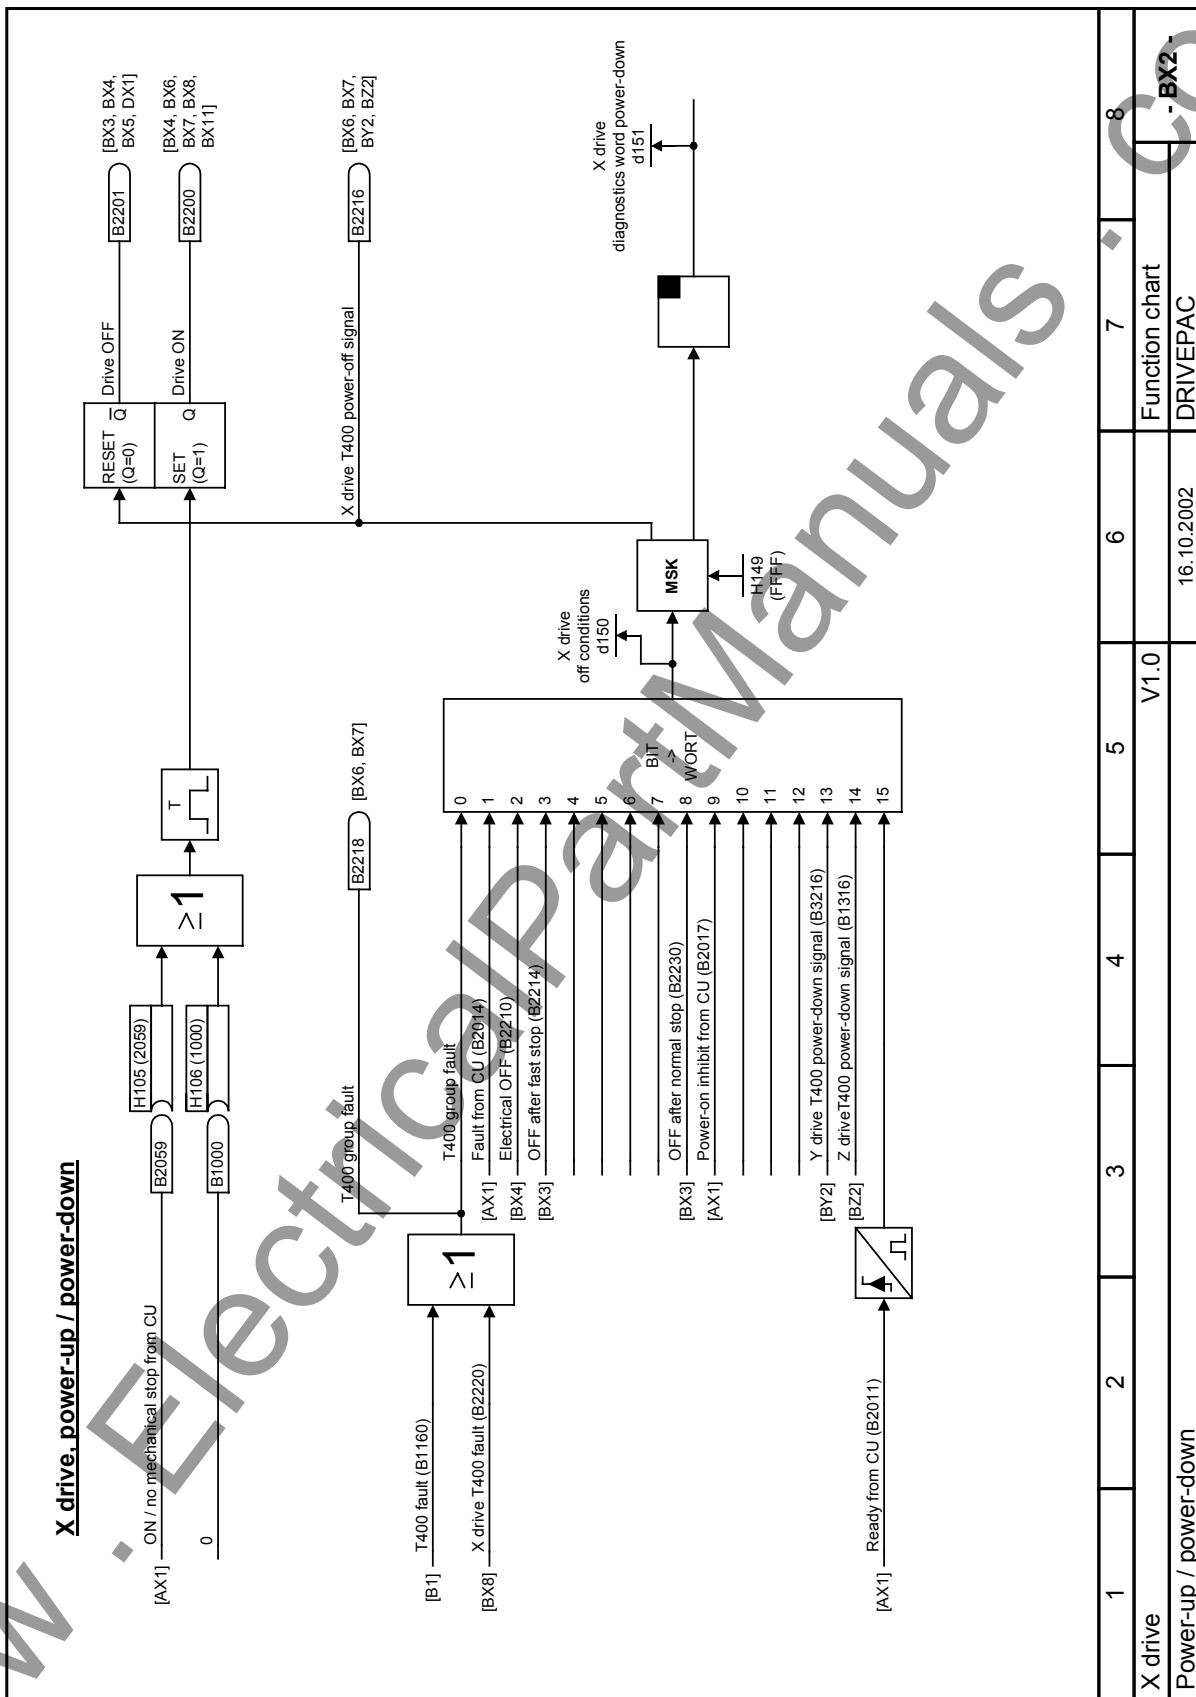 X drive, power-up / power-down
[AX1]
ON / no mechanical stop from CU
B2059
H105 (2059)
0
B1000
H106 (1000)
≥1
T
RESET
(Q=0)
Q
Drive OFF
B2201
[BX3, BX4,
BX5, DX1]
SET
(Q=1)
Q
Drive ON
B2200
[BX4, BX6,
BX7, BX8,
BX11]
X drive T400 power-off signal
B2216
[BX6, BX7,
BY2, BZ2]
T400 group fault
B2218
[BX6, BX7]
[B1]
T400 fault (B1160)
[BX8]
X drive T400 fault (B2220)
≥1
T400 group fault
0
[AX1]
Fault from CU (B2014)
1
[BX4]
Electrical OFF (B2210)
2
[BX3]
OFF after fast stop (B2214)
3
4
5
6
7
[BX3]
OFF after normal stop (B2230)
8
[AX1]
Power-on inhibit from CU (B2017)
9
10
11
12
[BY2]
Y drive T400 power-down signal (B3216)
13
[BZ2]
Z driveT400 power-down signal (B1316)
14
[AX1]
Ready from CU (B2011)
15
BIT
->
WORT
X drive
off conditions
d150
MSK
H149
(FFFF)
X drive
diagnostics word power-down
d151
1
2
3
4
5
6
7
8
X drive
V1.0
Function chart
- BX2 -
Power-up / power-down
16.10.2002
DRIVEPAC
w . ElectricalPartManuals . co